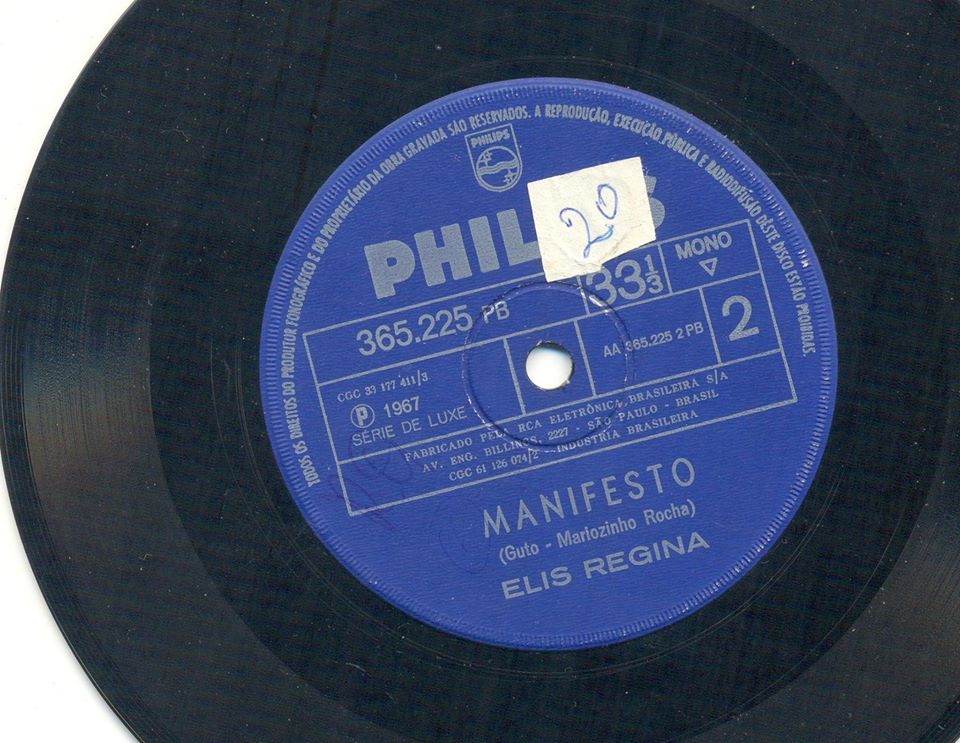 TODOS OS DIREITOS DO PRODUTOR FONOGRÁFICO E DO PROPRIETÁRIO DA OBRA GRAVADA SÃO RESERVADOS. A REPRODUÇÃO, EXECUÇÃO PÚBLICA E RADIODIFUSÃO DÊSTE DISCO ESTÃO PROIBIDAS.
PHILIPS
20
PHIL S
365.225 PB
33 1/3
MONO
CGC 33 177 411/3
P 1967
SÉRIE DE LUXE
AA 365.225 2 PB
2
FABRICADO PELA RCA ELETRÔNICA BRASILEIRA S/A
AV. ENG. BILLINGS, 2227 - SÃO PAULO - BRASIL
CGC 61 126 074/2 - INDÚSTRIA BRASILEIRA
MANIFESTO
(Guto - Mariozinho Rocha)
ELIS REGINA